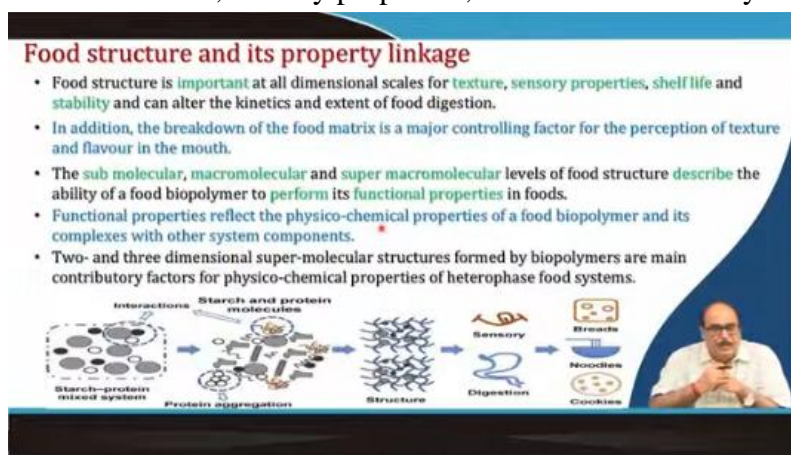 Food structure and its property linkage
• Food structure is important at all dimensional scales for texture, sensory properties, shelf life and
stability and can alter the kinetics and extent of food digestion.
• In addition, the breakdown of the food matrix is a major controlling factor for the perception of texture
and flavour in the mouth.
• The sub molecular, macromolecular and super macromolecular levels of food structure describe the
ability of a food biopolymer to perform its functional properties in foods.
• Functional properties reflect the physico-chemical properties of a food biopolymer and its
complexes with other system components.
• Two- and three dimensional super-molecular structures formed by biopolymers are main
contributory factors for physico-chemical properties of heterophase food systems.
Interactions
Starch and protein
molecules
Starch–protein
mixed system
Protein aggregation
Structure
Sensory
Digestion
Breads
Noodles
Cookies